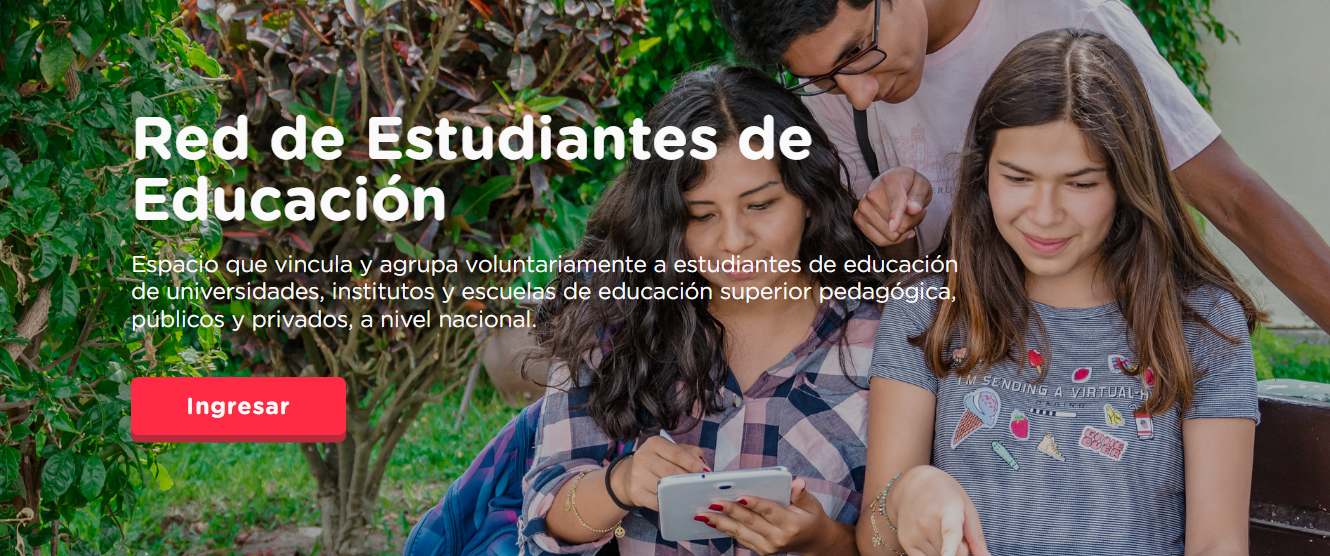 Red de Estudiantes de
Educación
Espacio que vincula y agrupa voluntariamente a estudiantes de educación
de universidades, institutos y escuelas de educación superior pedagógica,
públicos y privados, a nivel nacional.
Ingresar
I'M SENDING A VIRTUAL-H